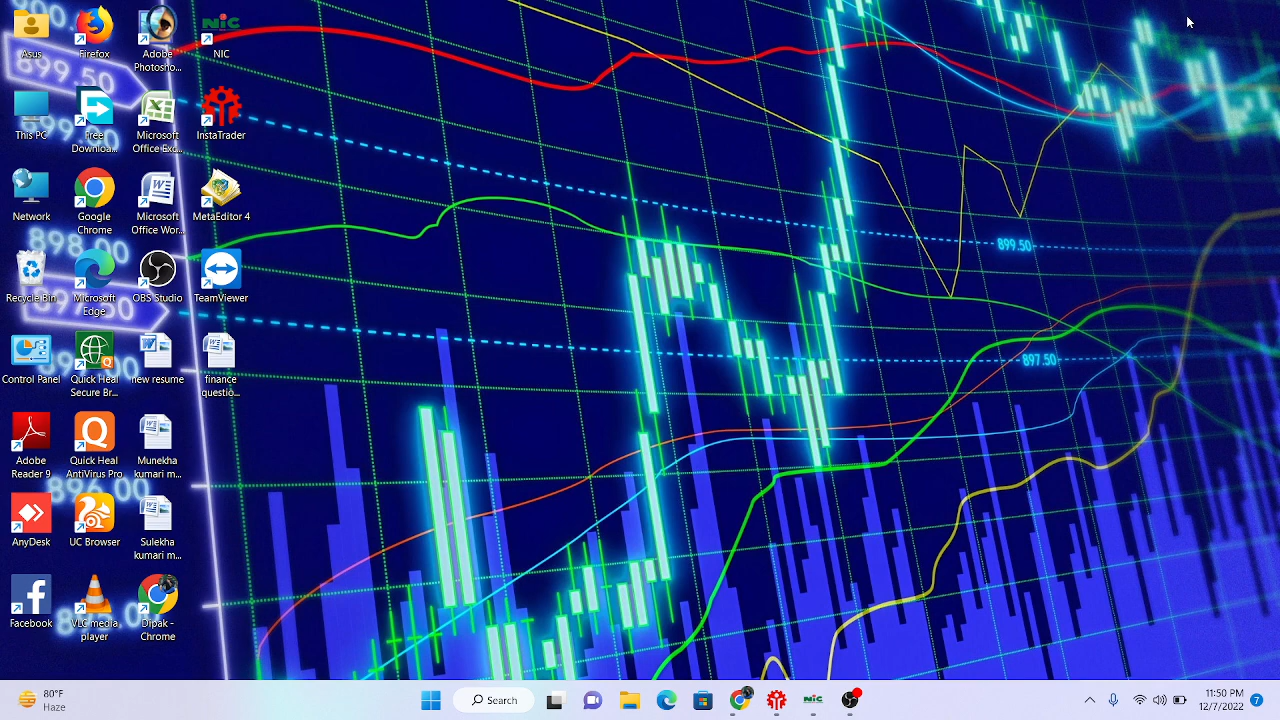 Asus
Firefox
Adobe
Photosho...
NiC
NIC
This PC
Free
Downloa...
Microsoft
Office Exc...
InstaTrader
Network
Google
Chrome
Microsoft
Office Wor...
MetaEditor 4
Recycle Bin
Microsoft
Edge
OBS Studio
TeamViewer
Control Panel
Quick Heal
Secure Br...
new resume
finance
questio...
Adobe
Reader 9
Quick Heal
AntiVirus Pro
Munekha
kumari m...
AnyDesk
UC Browser
Sulekha
kumari m...
Facebook
VLC media
player
Dipak -
Chrome
899.50
897.50
80°F
Haze
Search
NiC
11:50 PM
12/7/2022
7